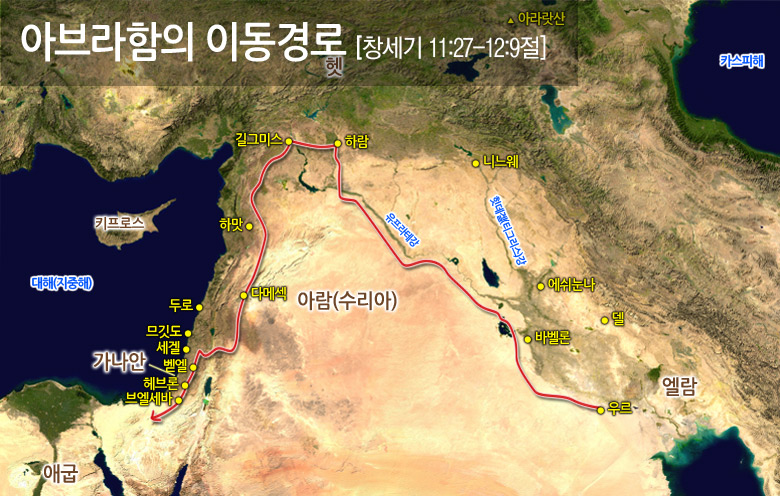 아브라함의 이동경로 [창세기 11:27-12:9절]
▲ 아라랏산
카스피해
헷
길그미스
하람
니느웨
키프로스
하맛
유프라테강
힛데겔(티그리스)강
대해(지중해)
다메섹
아람(수리아)
에쉬눈나
두로
델
므깃도
바벨론
세겔
가나안
벧엘
헤브론
엘람
브엘세바
우르
애굽